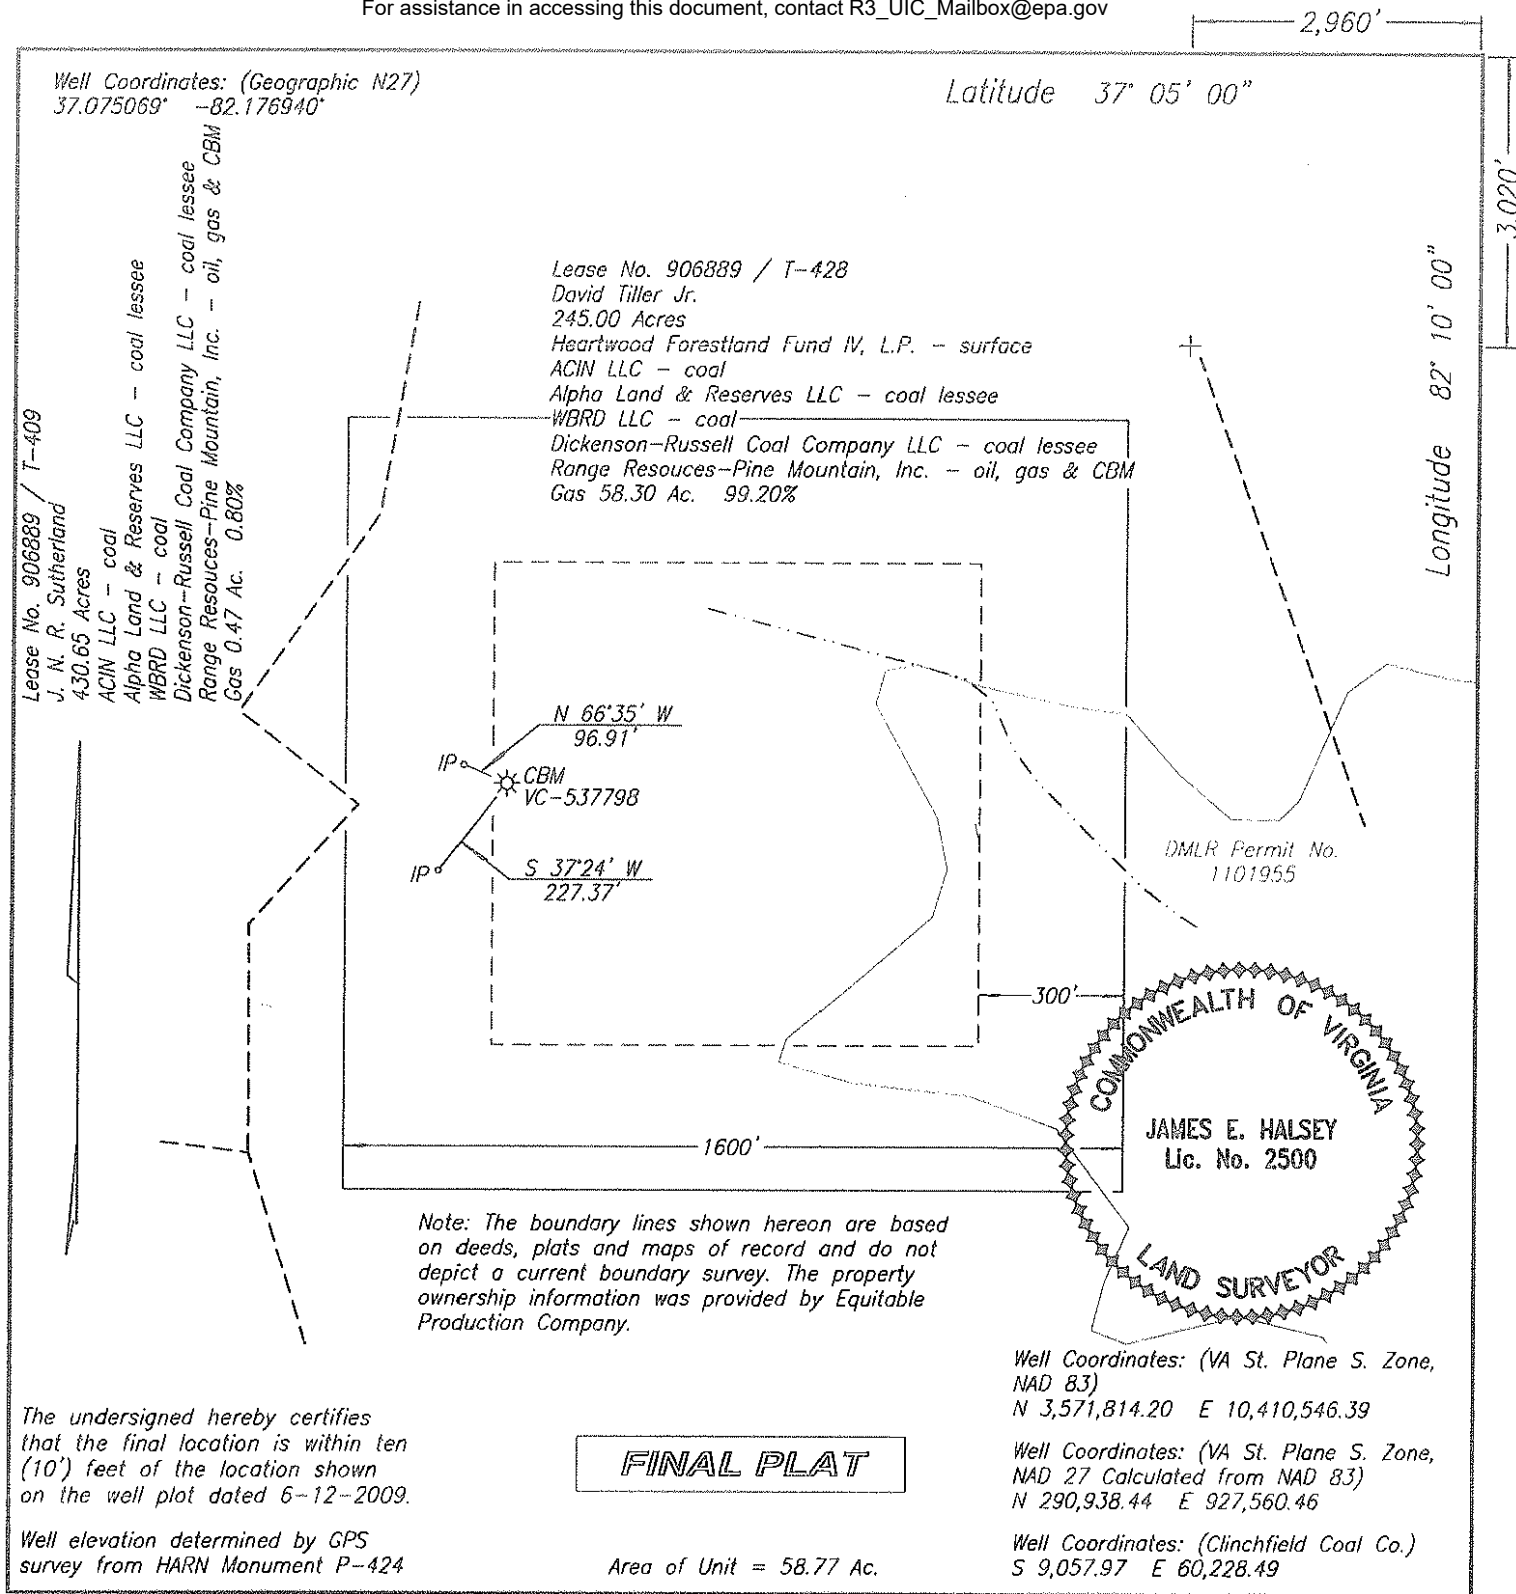 For assistance in accessing this document, contact R3_UIC_Mailbox@epa.gov
2,960'
Well Coordinates: (Geographic N27)
37.075069° -82.176940°
Latitude 37° 05' 00"
3,020'
Longitude 82° 10' 00"
Lease No. 906889 / T-409
J. N. R. Sutherland
430.65 Acres
ACIN LLC - coal
Alpha Land & Reserves LLC - coal lessee
WBRD LLC - coal
Dickenson-Russell Coal Company LLC - coal lessee
Range Resouces-Pine Mountain, Inc. - oil, gas & CBM
Gas 0.47 Ac. 0.80%
Lease No. 906889 / T-428
David Tiller Jr.
245.00 Acres
Heartwood Forestland Fund IV, L.P. - surface
ACIN LLC - coal
Alpha Land & Reserves LLC - coal lessee
WBRD LLC - coal
Dickenson-Russell Coal Company LLC - coal lessee
Range Resouces-Pine Mountain, Inc. - oil, gas & CBM
Gas 58.30 Ac. 99.20%
N 66°35' W
96.91'
IP
CBM
VC-537798
IP
S 37°24' W
227.37'
DMLR Permit No.
1101955
300'
1600'
COMMONWEALTH OF VIRGINIA
JAMES E. HALSEY
Lic. No. 2500
LAND SURVEYOR
Note: The boundary lines shown hereon are based
on deeds, plats and maps of record and do not
depict a current boundary survey. The property
ownership information was provided by Equitable
Production Company.
Well Coordinates: (VA St. Plane S. Zone,
NAD 83)
N 3,571,814.20 E 10,410,546.39
Well Coordinates: (VA St. Plane S. Zone,
NAD 27 Calculated from NAD 83)
N 290,938.44 E 927,560.46
Well Coordinates: (Clinchfield Coal Co.)
S 9,057.97 E 60,228.49
The undersigned hereby certifies
that the final location is within ten
(10') feet of the location shown
on the well plot dated 6-12-2009.
Well elevation determined by GPS
survey from HARN Monument P-424
FINAL PLAT
Area of Unit = 58.77 Ac.